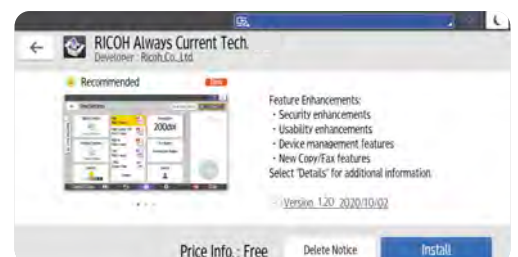 RICOH Always Current Tech.
Developer : Ricoh.Co.,Ltd.
Recommended
Feature Enhancements:
・Security enhancements
・Usability enhancements
・Device management features
・New Copy/Fax features
Select "Details" for additional information.
200dpi
Version 1.20 2020/10/02
Price Info. : Free
Delete Notice
Install